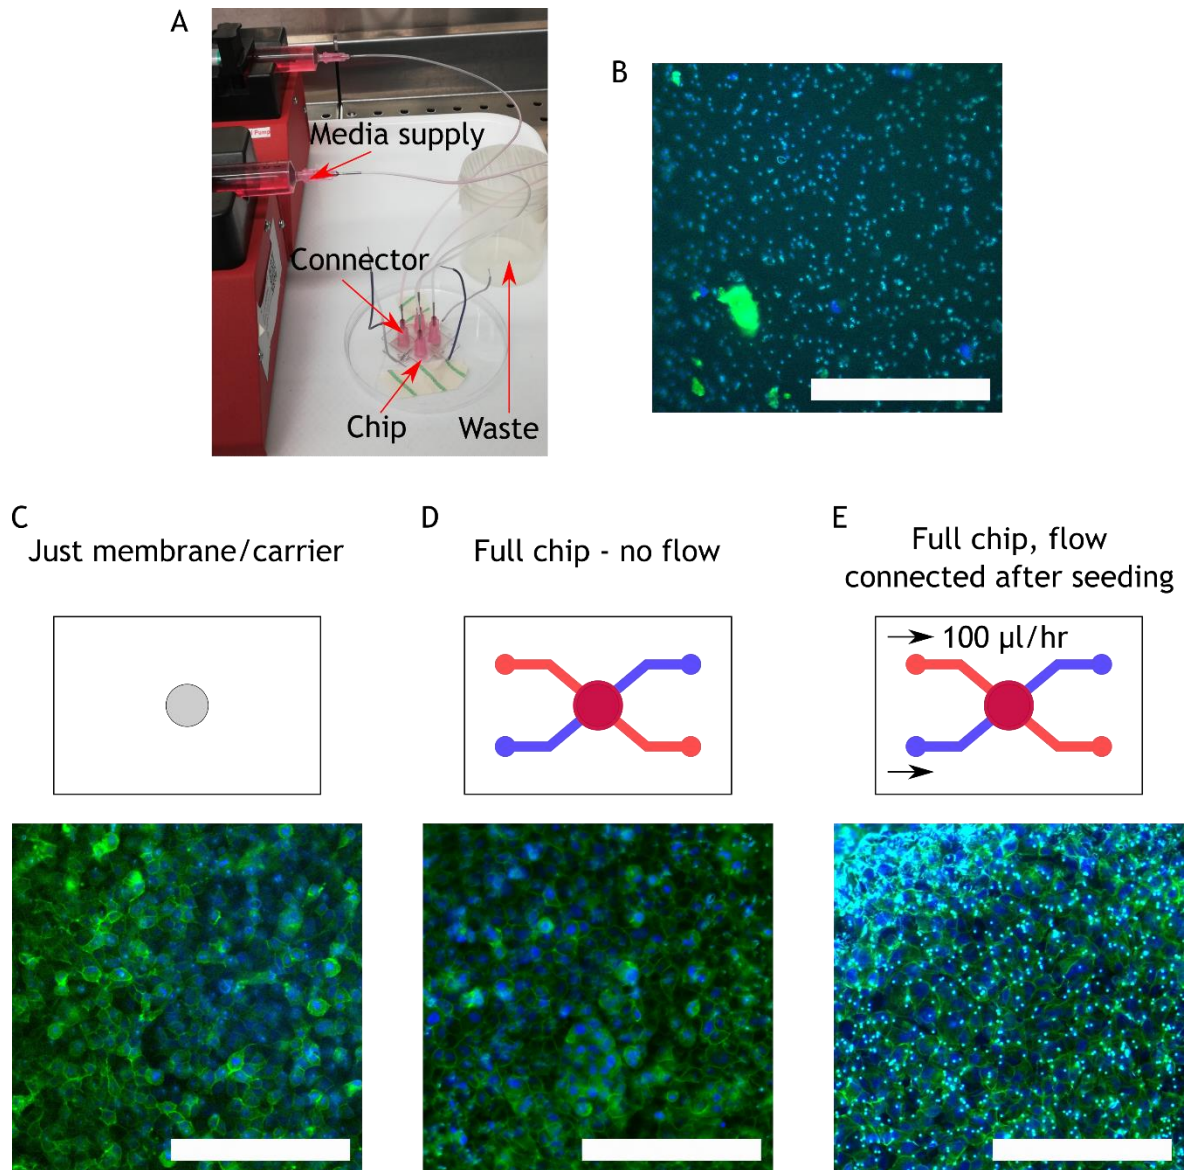 A
Media supply
Connector
Chip
Waste
B
C
Just membrane/carrier
D
Full chip - no flow
E
Full chip, flow
connected after seeding
100 µl/hr